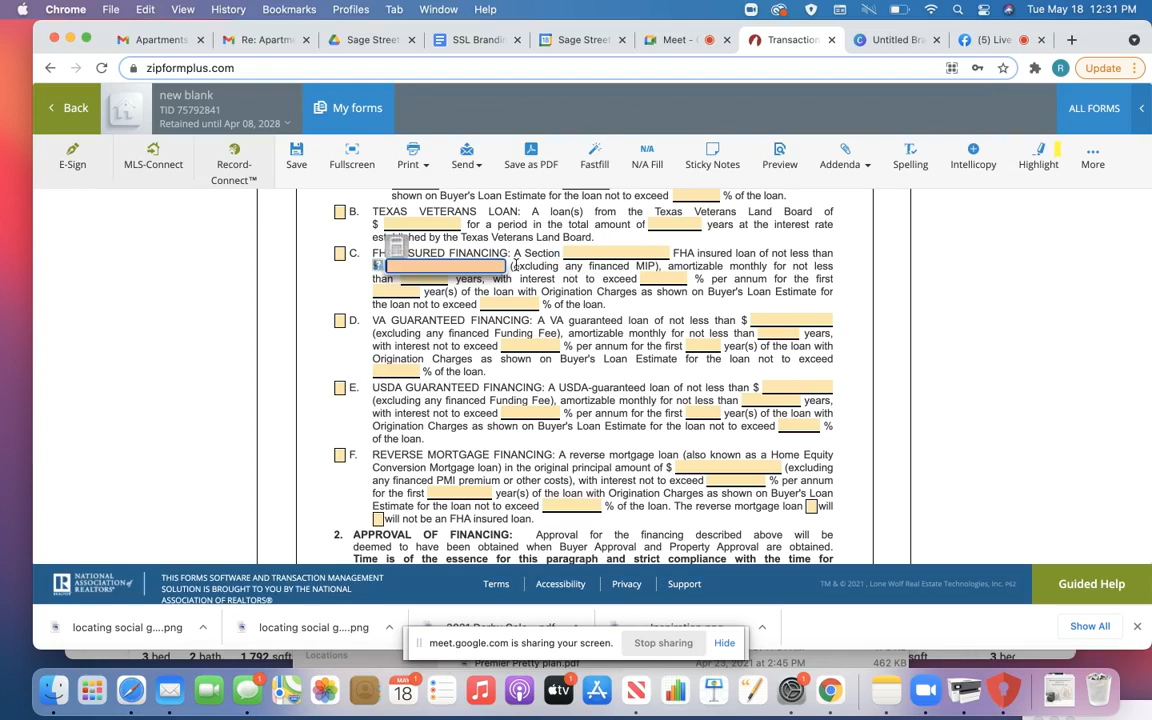 Chrome File Edit View History Bookmarks Profiles Tab Window Help Tue May 18 12:31 PM
Apartments Re: Apartm Sage Street SSL Brandin Sage Street Meet - Transaction Untitled Bra (5) Live
zipformplus.com R Update
Back
new blank
TID 75792841
Retained until Apr 08, 2028
My forms
ALL FORMS
E-Sign MLS-Connect Record-Connect™ Save Fullscreen Print Send Save as PDF N/A N/A Fill Fastfill Sticky Notes Preview Addenda Spelling Intellicopy Highlight More
shown on Buyer's Loan Estimate for the loan not to exceed % of the loan.
B. TEXAS VETERANS LOAN: A loan(s) from the Texas Veterans Land Board of
$ for a period in the total amount of years at the interest rate
established by the Texas Veterans Land Board.
C. SURED FINANCING: A Section FHA insured loan of not less than
(excluding any financed MIP), amortizable monthly for not less
than years, with interest not to exceed % per annum for the first
year(s) of the loan with Origination Charges as shown on Buyer's Loan Estimate for
the loan not to exceed % of the loan.
D. VA GUARANTEED FINANCING: A VA guaranteed loan of not less than $
(excluding any financed Funding Fee), amortizable monthly for not less than years,
with interest not to exceed % per annum for the first year(s) of the loan with
Origination Charges as shown on Buyer's Loan Estimate for the loan not to exceed
% of the loan.
E. USDA GUARANTEED FINANCING: A USDA-guaranteed loan of not less than $
(excluding any financed Funding Fee), amortizable monthly for not less than years,
with interest not to exceed % per annum for the first year(s) of the loan with
Origination Charges as shown on Buyer's Loan Estimate for the loan not to exceed %
of the loan.
F. REVERSE MORTGAGE FINANCING: A reverse mortgage loan (also known as a Home Equity
Conversion Mortgage loan) in the original principal amount of $ (excluding
any financed PMI premium or other costs), with interest not to exceed % per annum
for the first year(s) of the loan with Origination Charges as shown on Buyer's Loan
Estimate for the loan not to exceed % of the loan. The reverse mortgage loan will
will not be an FHA insured loan.
2. APPROVAL OF FINANCING: Approval for the financing described above will be
deemed to have been obtained when Buyer Approval and Property Approval are obtained.
Time is of the essence for this paragraph and strict compliance with the time for
NATIONAL ASSOCIATION of REALTORS®
THIS FORMS SOFTWARE AND TRANSACTION MANAGEMENT
SOLUTION IS BROUGHT TO YOU BY THE NATIONAL
ASSOCIATION OF REALTORS®
Terms Accessibility Privacy Support
TM & © 2021 , Lone Wolf Real Estate Technologies, Inc. P62
Guided Help
locating social g....png locating social g....png Show All
meet.google.com is sharing your screen. Stop sharing Hide
3 bed 2 bath 1,792 sqft Locations
Premier Pretty plan.pdf Apr 23, 2021 at 2:45 PM 462 KB
MAY
18
1
tv